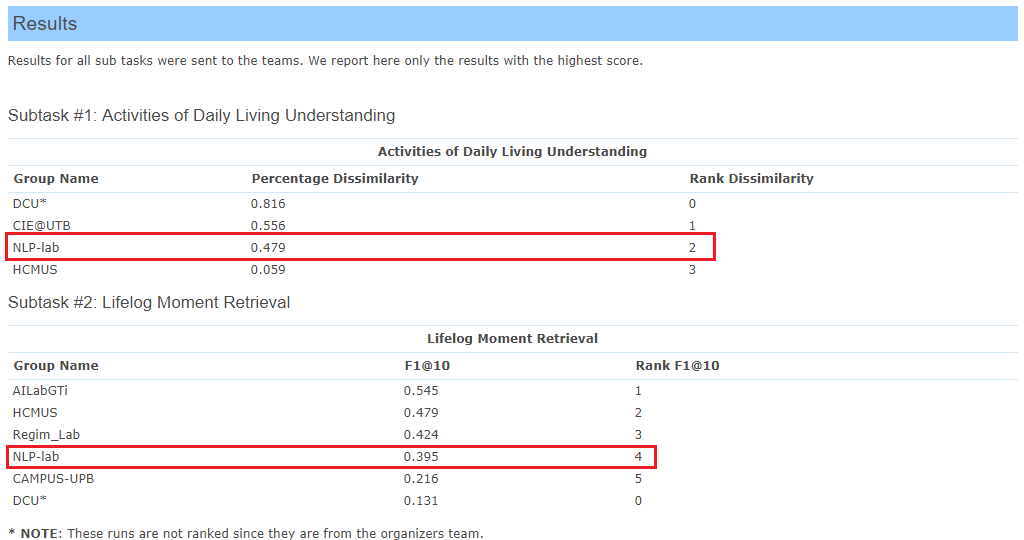 Results
Results for all sub tasks were sent to the teams. We report here only the results with the highest score.
Subtask #1: Activities of Daily Living Understanding
Activities of Daily Living Understanding
Group Name Percentage Dissimilarity Rank Dissimilarity
DCU* 0.816 0
CIE@UTB 0.556 1
NLP-lab 0.479 2
HCMUS 0.059 3
Subtask #2: Lifelog Moment Retrieval
Lifelog Moment Retrieval
Group Name F1@10 Rank F1@10
AILabGTi 0.545 1
HCMUS 0.479 2
Regim_Lab 0.424 3
NLP-lab 0.395 4
CAMPUS-UPB 0.216 5
DCU* 0.131 0
* NOTE: These runs are not ranked since they are from the organizers team.